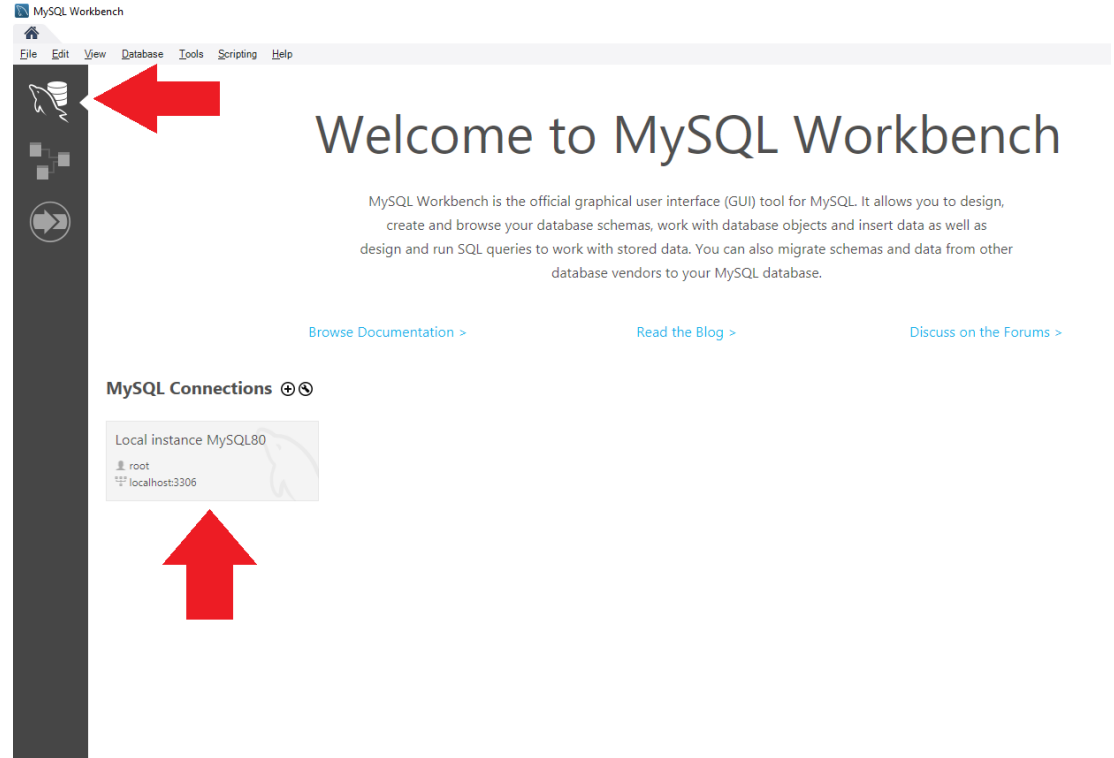 MySQL Workbench
File Edit View Database Tools Scripting Help
Welcome to MySQL Workbench
MySQL Workbench is the official graphical user interface (GUI) tool for MySQL. It allows you to design,
create and browse your database schemas, work with database objects and insert data as well as
design and run SQL queries to work with stored data. You can also migrate schemas and data from other
database vendors to your MySQL database.
Browse Documentation > Read the Blog > Discuss on the Forums >
MySQL Connections
Local instance MySQL80
root
localhost:3306